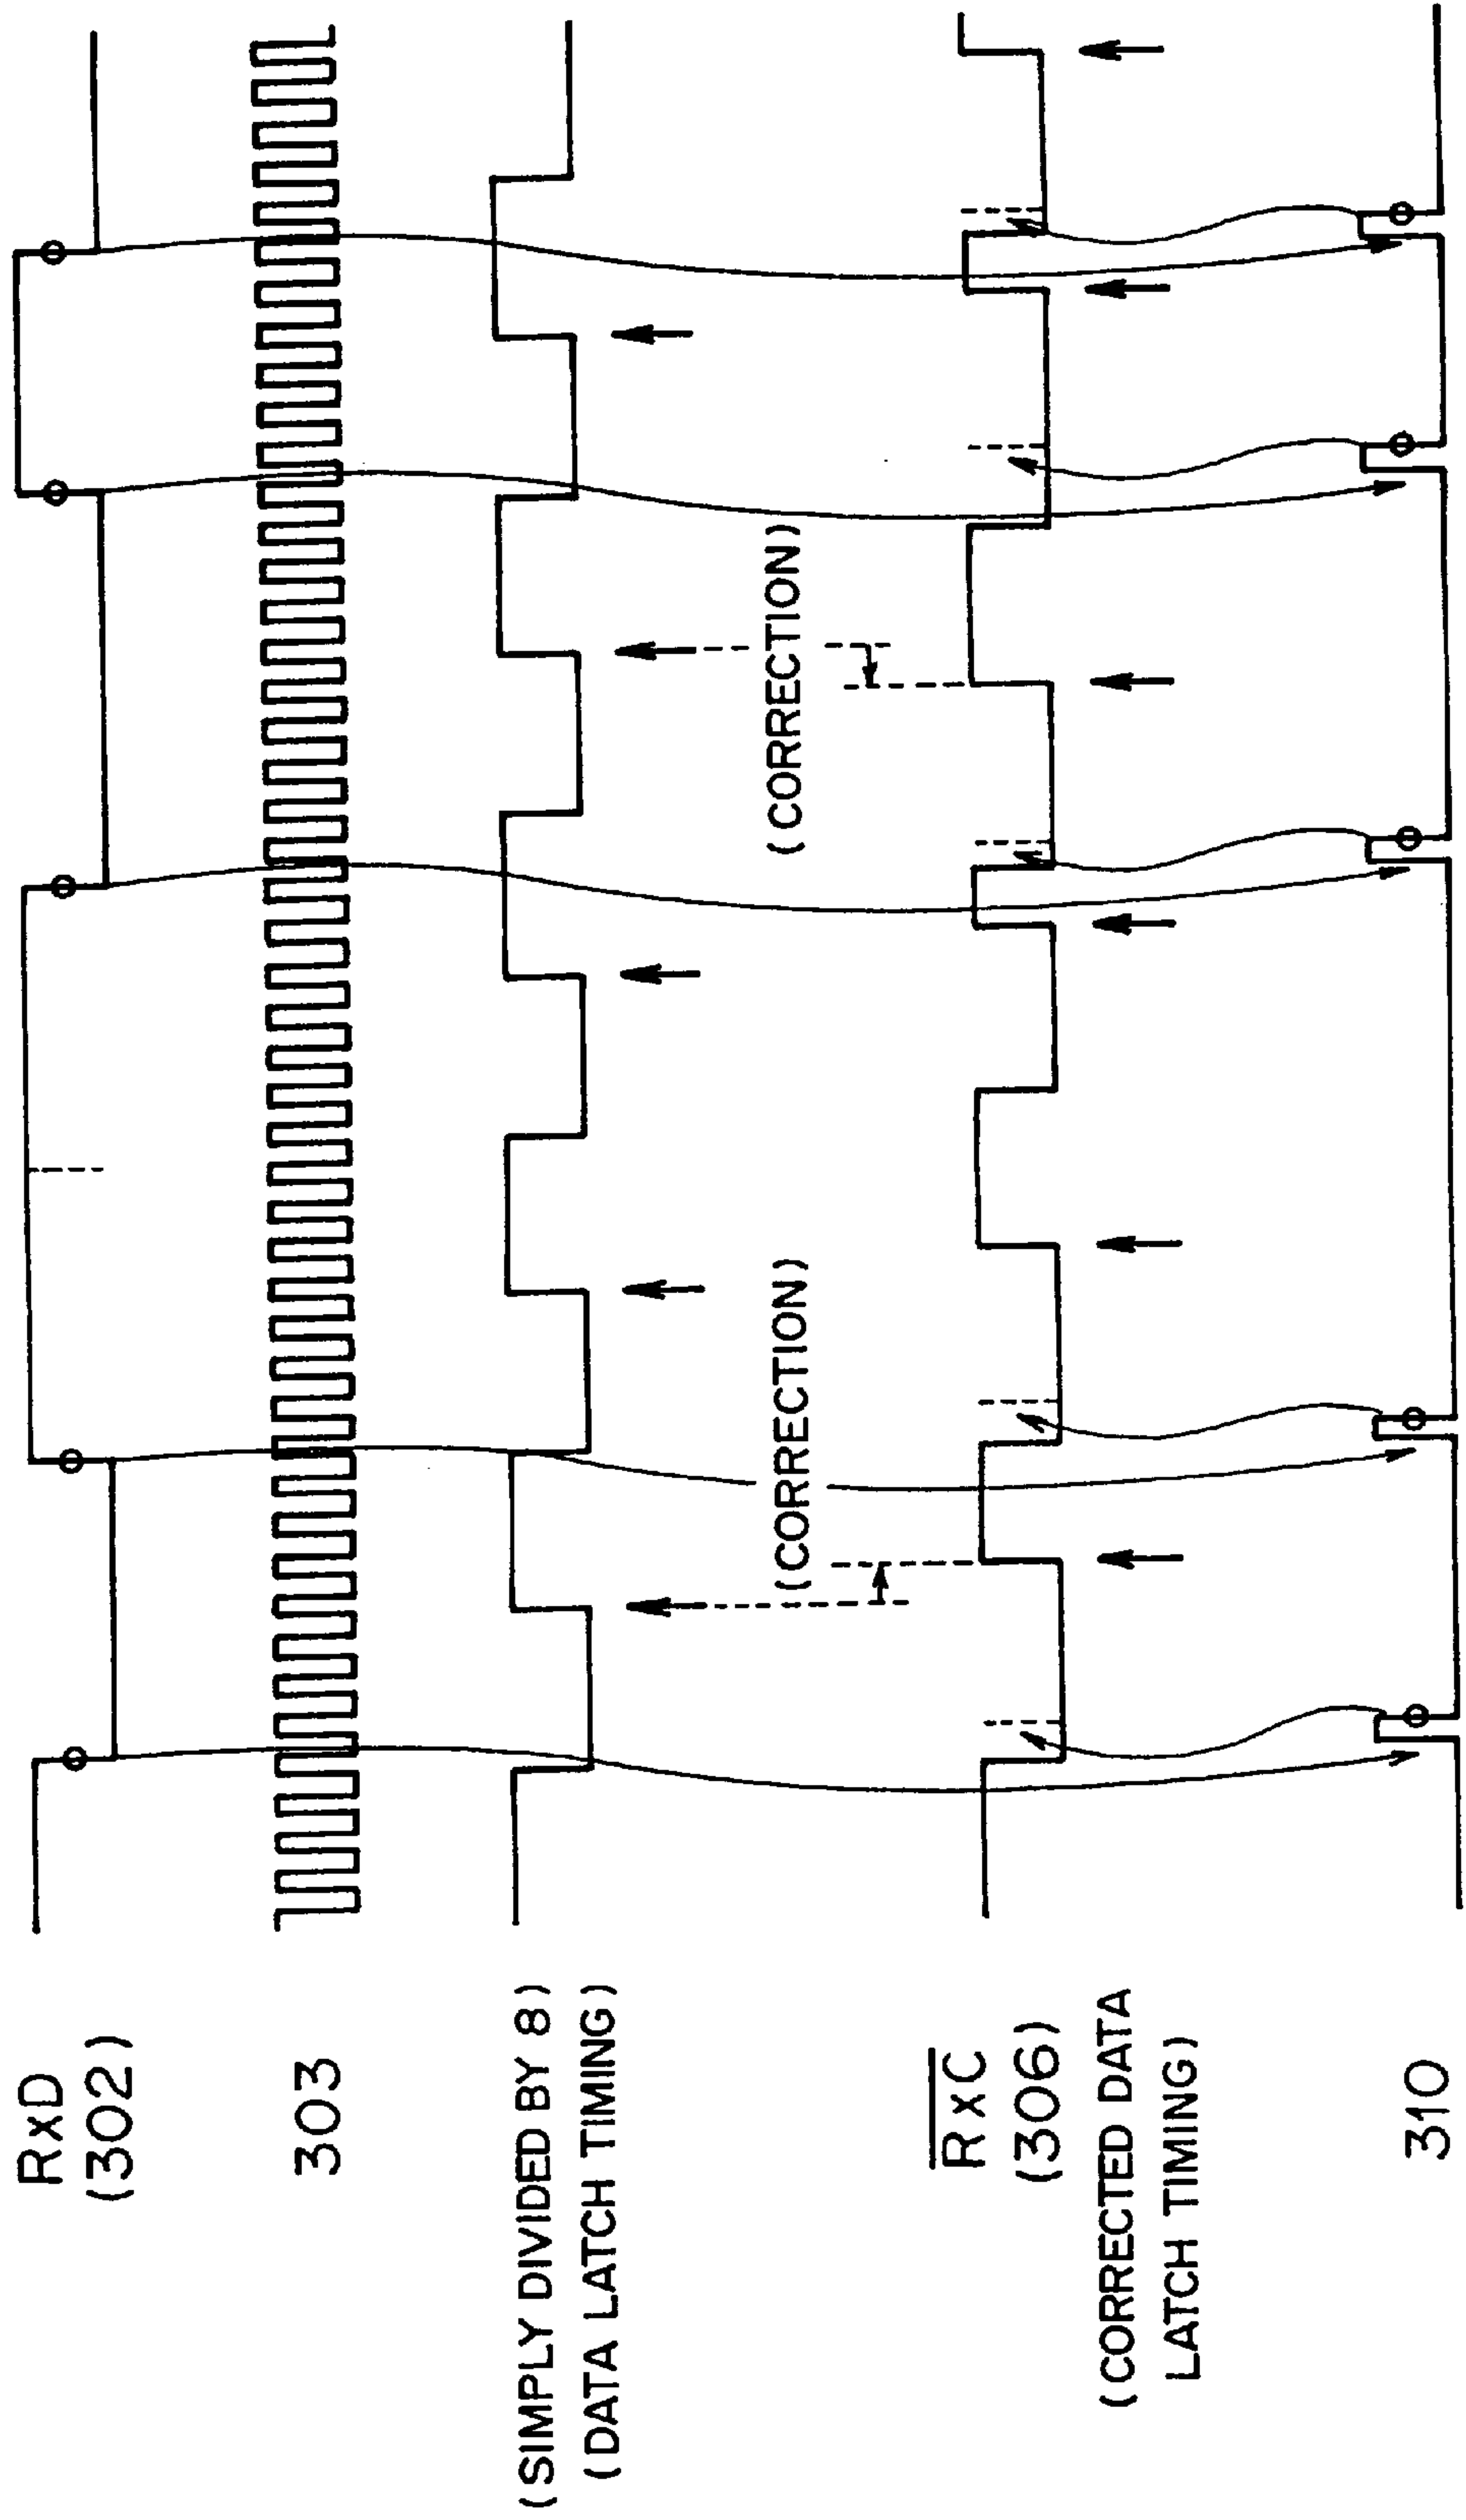 RxD
(302)
303
(SIMPLY DIVIDED BY 8)
(DATA LATCH TIMING)
(CORRECTION)
(CORRECTION)
RxC
(306)
(CORRECTED DATA
LATCH TIMING)
310